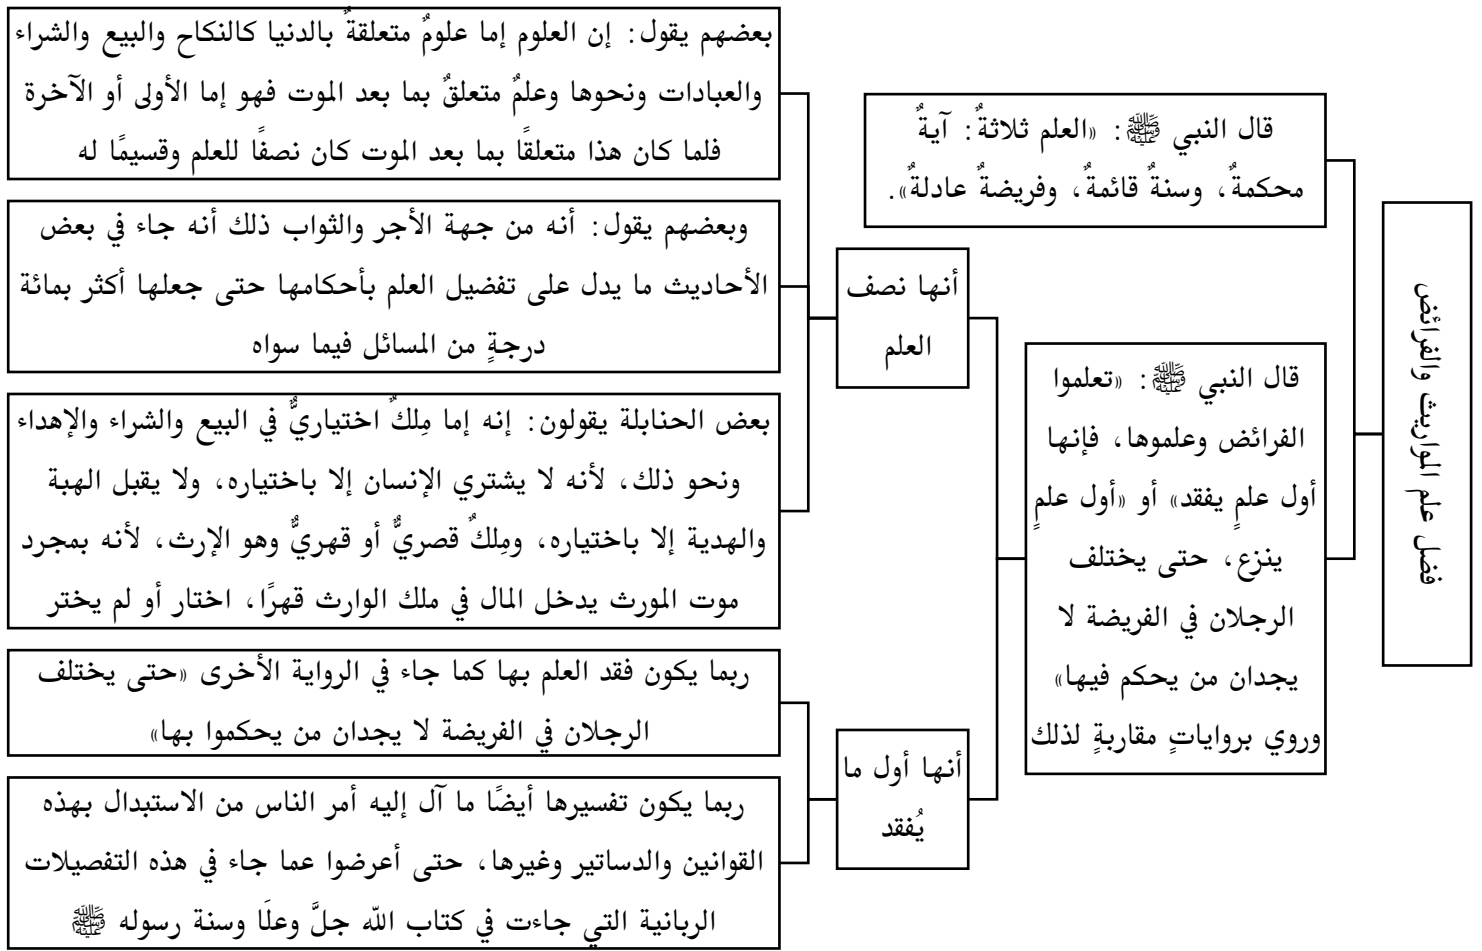 فضل علم المواريث والفرائض
قال النبي ﷺ: «العلم ثلاثةٌ: آيةٌ
محكمةٌ، وسنةٌ قائمةٌ، وفريضةٌ عادلةٌ».
قال النبي ﷺ: «تعلموا
الفرائض وعلموها، فإنها
أول علمٍ يفقد» أو «أول علمٍ
ينزع، حتى يختلف
الرجلان في الفريضة لا
يجدان من يحكم فيها»
وروي برواياتٍ مقاربةٍ لذلك
أنها نصف
العلم
بعضهم يقول: إن العلوم إما علومٌ متعلقةٌ بالدنيا كالنكاح والبيع والشراء
والعبادات ونحوها وعلمٌ متعلقٌ بما بعد الموت فهو إما الأولى أو الآخرة
فلما كان هذا متعلقًا بما بعد الموت كان نصفًا للعلم وقسيمًا له
وبعضهم يقول: أنه من جهة الأجر والثواب ذلك أنه جاء في بعض
الأحاديث ما يدل على تفضيل العلم بأحكامها حتى جعلها أكثر بمائة
درجةٍ من المسائل فيما سواه
بعض الحنابلة يقولون: إنه إما مِلكٌ اختياريٌّ في البيع والشراء والإهداء
ونحو ذلك، لأنه لا يشتري الإنسان إلا باختياره، ولا يقبل الهبة
والهدية إلا باختياره، ومِلكٌ قصريٌّ أو قهريٌّ وهو الإرث، لأنه بمجرد
موت المورث يدخل المال في ملك الوارث قهرًا، اختار أو لم يختر
أنها أول ما
يُفقد
ربما يكون فقد العلم بها كما جاء في الرواية الأخرى «حتى يختلف
الرجلان في الفريضة لا يجدان من يحكموا بها»
ربما يكون تفسيرها أيضًا ما آل إليه أمر الناس من الاستبدال بهذه
القوانين والدساتير وغيرها، حتى أعرضوا عما جاء في هذه التفصيلات
الربانية التي جاءت في كتاب الله جلَّ وعلَا وسنة رسوله ﷺ